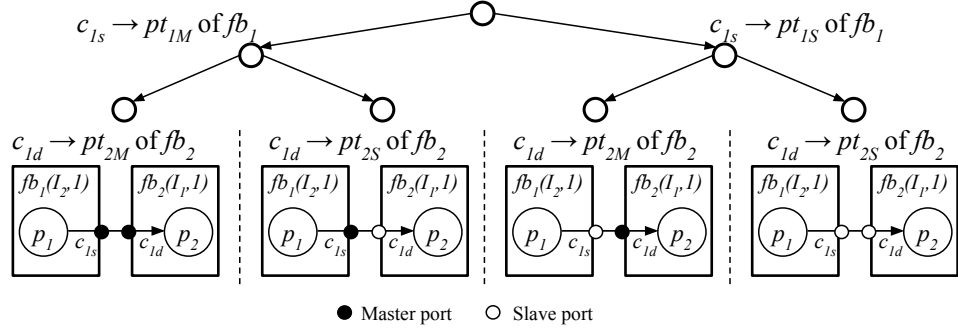 c1s → pt1M of fb1
c1s → pt1S of fb1
c1d → pt2M of fb2
c1d → pt2S of fb2
c1d → pt2M of fb2
c1d → pt2S of fb2
fb1(I2,1) fb2(I1,1)
fb1(I2,1) fb2(I1,1)
fb1(I2,1) fb2(I1,1)
fb1(I2,1) fb2(I1,1)
p1 c1s c1d p2
p1 c1s c1d p2
p1 c1s c1d p2
p1 c1s c1d p2
Master port
Slave port